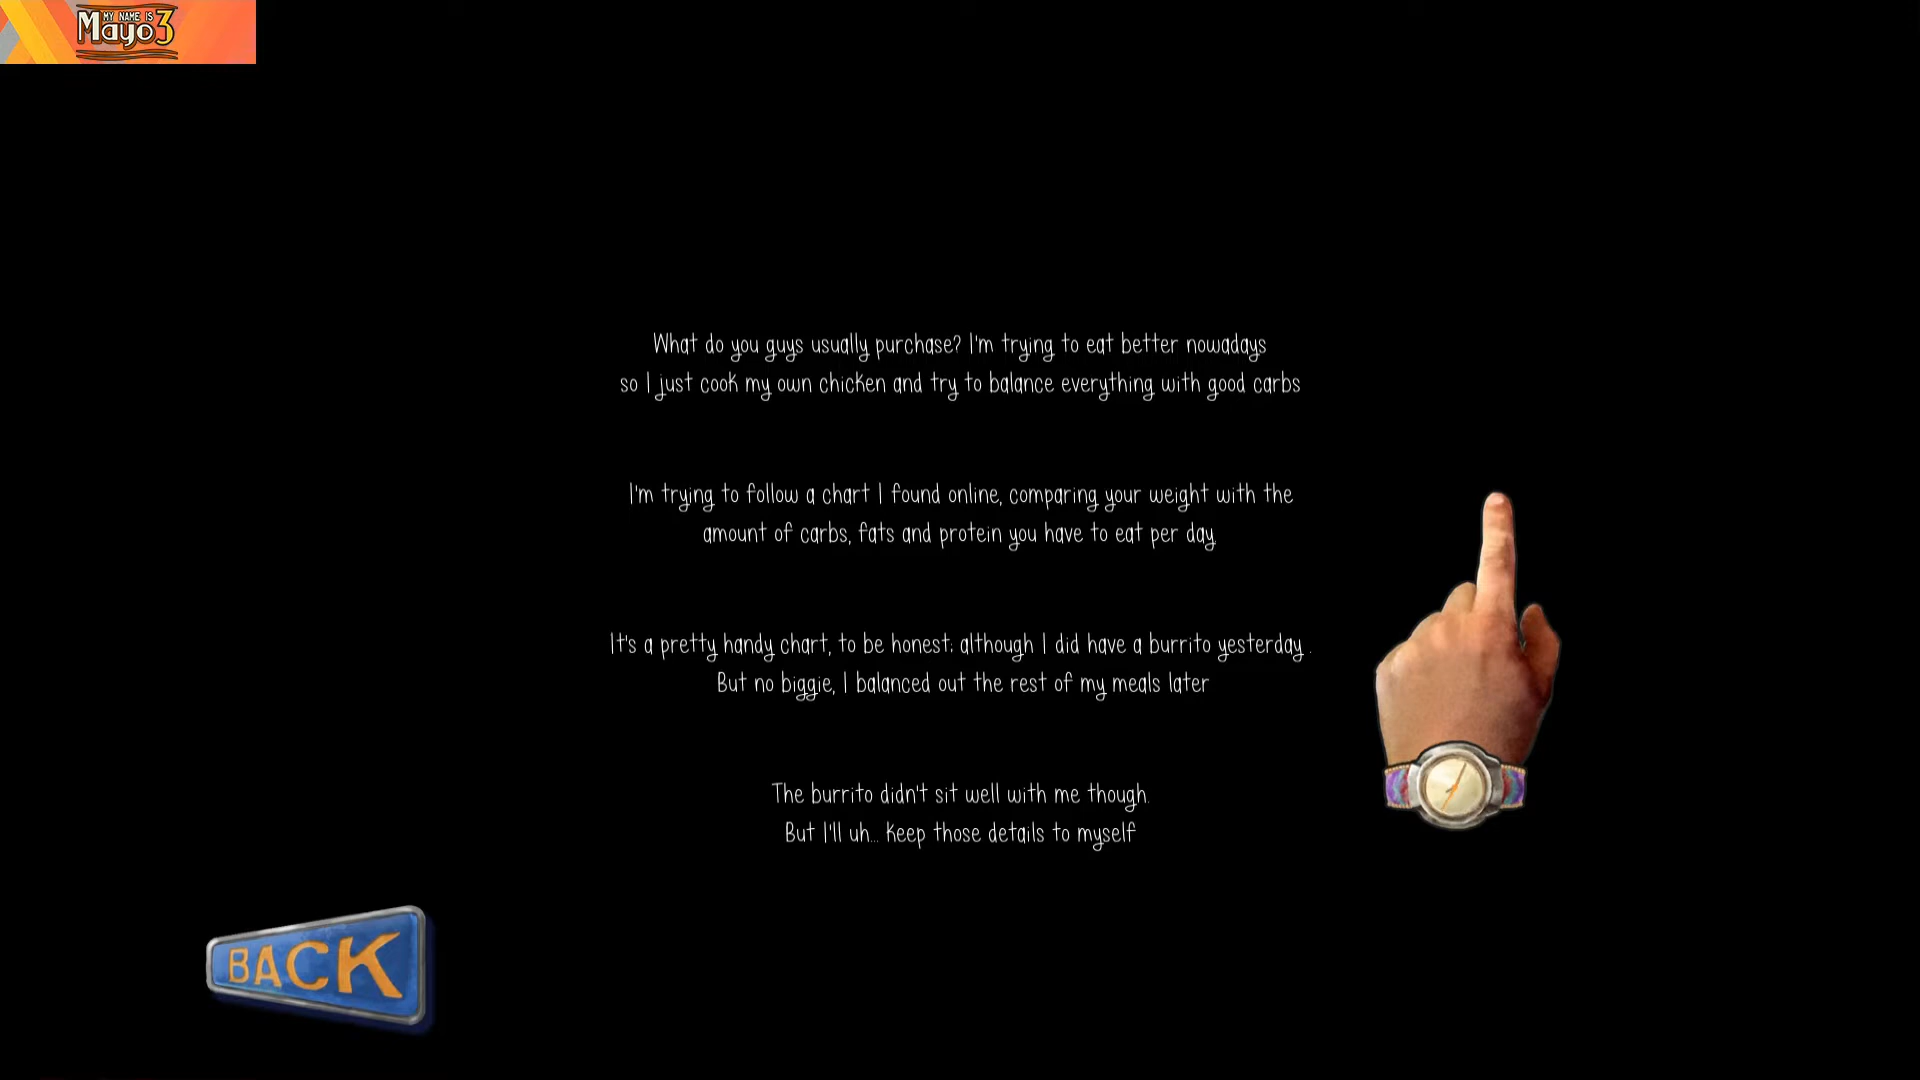 MY NAME IS
Mayo3
What do you guys usually purchase? I'm trying to eat better nowadays
so I just cook my own chicken and try to balance everything with good carbs
I'm trying to follow a chart I found online, comparing your weight with the
amount of carbs, fats and protein you have to eat per day.
It's a pretty handy chart, to be honest; although I did have a burrito yesterday .
But no biggie, I balanced out the rest of my meals later
The burrito didn't sit well with me though.
But I'll uh... keep those details to myself
BACK